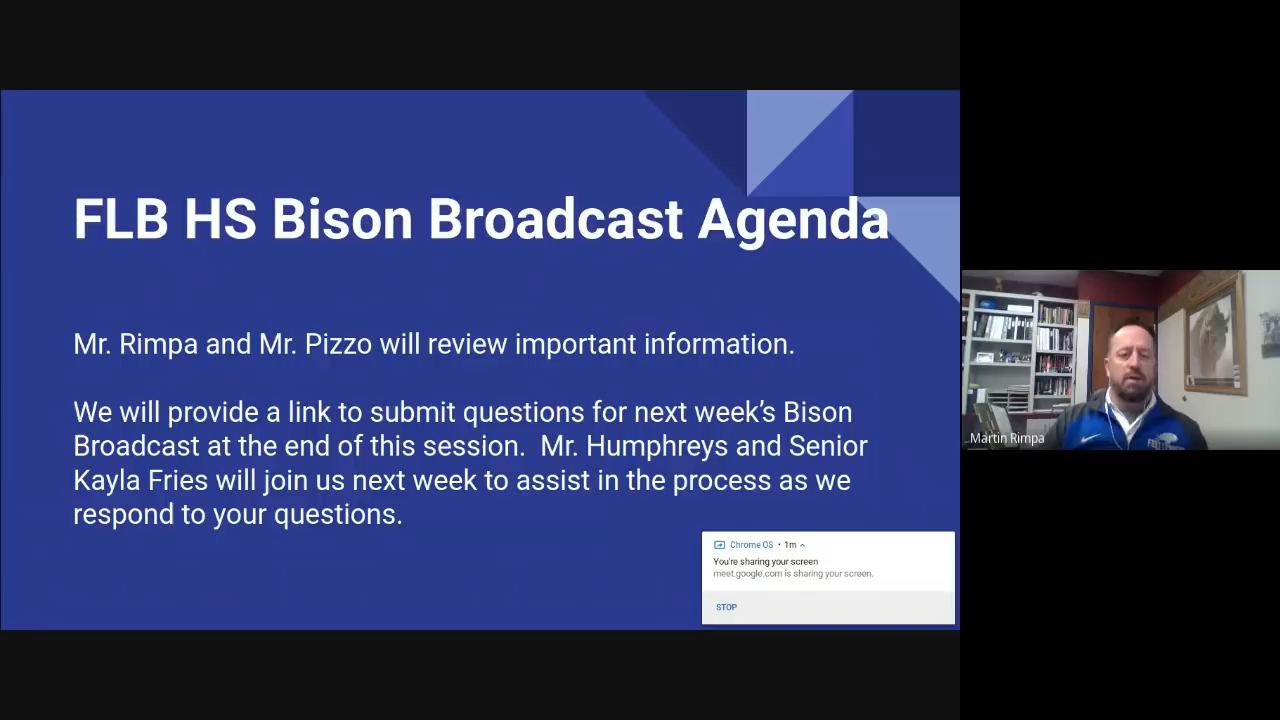 FLB HS Bison Broadcast Agenda
Mr. Rimpa and Mr. Pizzo will review important information.
We will provide a link to submit questions for next week’s Bison
Broadcast at the end of this session.  Mr. Humphreys and Senior
Kayla Fries will join us next week to assist in the process as we
respond to your questions.
Chrome OS • 1m
You're sharing your screen
meet.google.com is sharing your screen.
STOP
Martin Rimpa